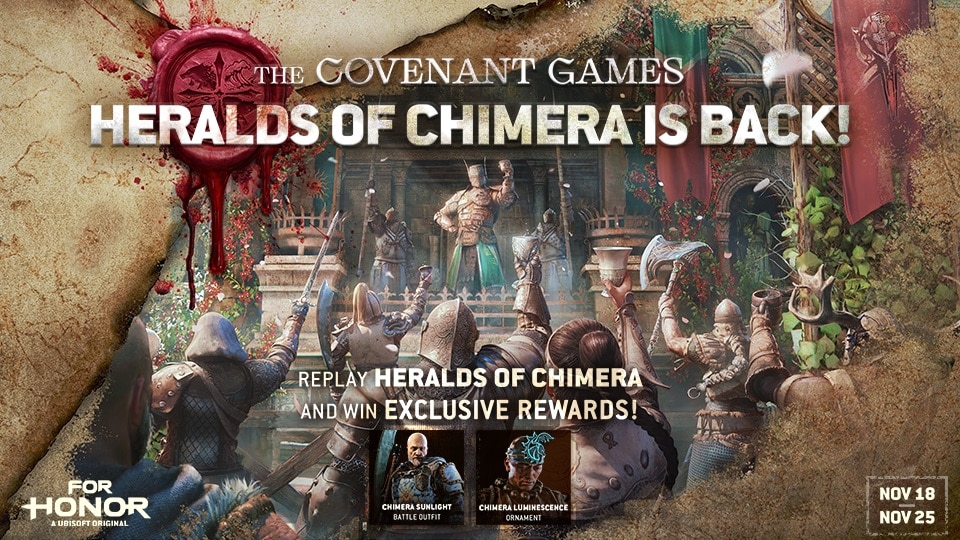 THE COVENANT GAMES
HERALDS OF CHIMERA IS BACK!
REPLAY HERALDS OF CHIMERA
AND WIN EXCLUSIVE REWARDS!
CHIMERA SUNLIGHT
BATTLE OUTFIT
CHIMERA LUMINESCENCE
ORNAMENT
FOR
HONOR
A UBISOFT ORIGINAL
NOV 18
NOV 25